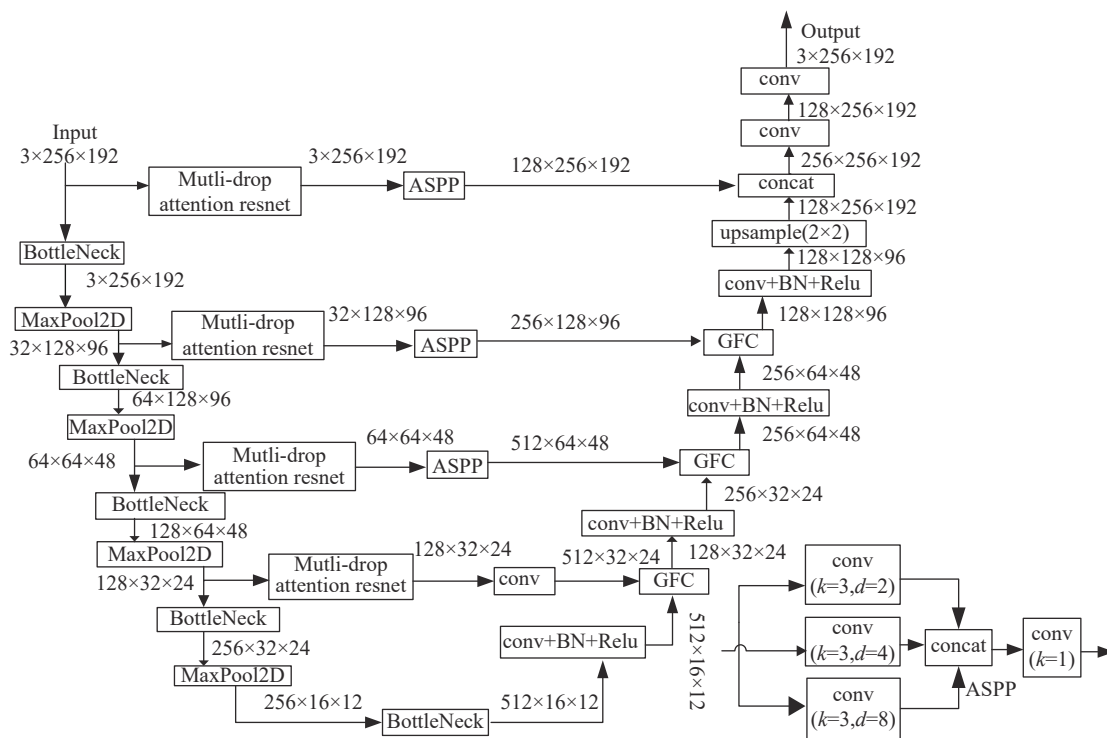 Output
3×256×192
conv
128×256×192
conv
256×256×192
Input
3×256×192
Mutli-drop
attention resnet
3×256×192
ASPP
128×256×192
concat
128×256×192
upsample(2×2)
128×128×96
conv+BN+Relu
128×128×96
BottleNeck
3×256×192
MaxPool2D
32×128×96
Mutli-drop
attention resnet
32×128×96
ASPP
256×128×96
GFC
256×64×48
conv+BN+Relu
256×64×48
BottleNeck
64×128×96
MaxPool2D
64×64×48
Mutli-drop
attention resnet
64×64×48
ASPP
512×64×48
GFC
256×32×24
conv+BN+Relu
128×32×24
BottleNeck
128×64×48
MaxPool2D
128×32×24
Mutli-drop
attention resnet
128×32×24
conv
512×32×24
GFC
512×16×12
conv+BN+Relu
BottleNeck
256×32×24
MaxPool2D
256×16×12
BottleNeck
512×16×12
conv
(k=3,d=2)
conv
(k=3,d=4)
conv
(k=3,d=8)
concat
ASPP
conv
(k=1)